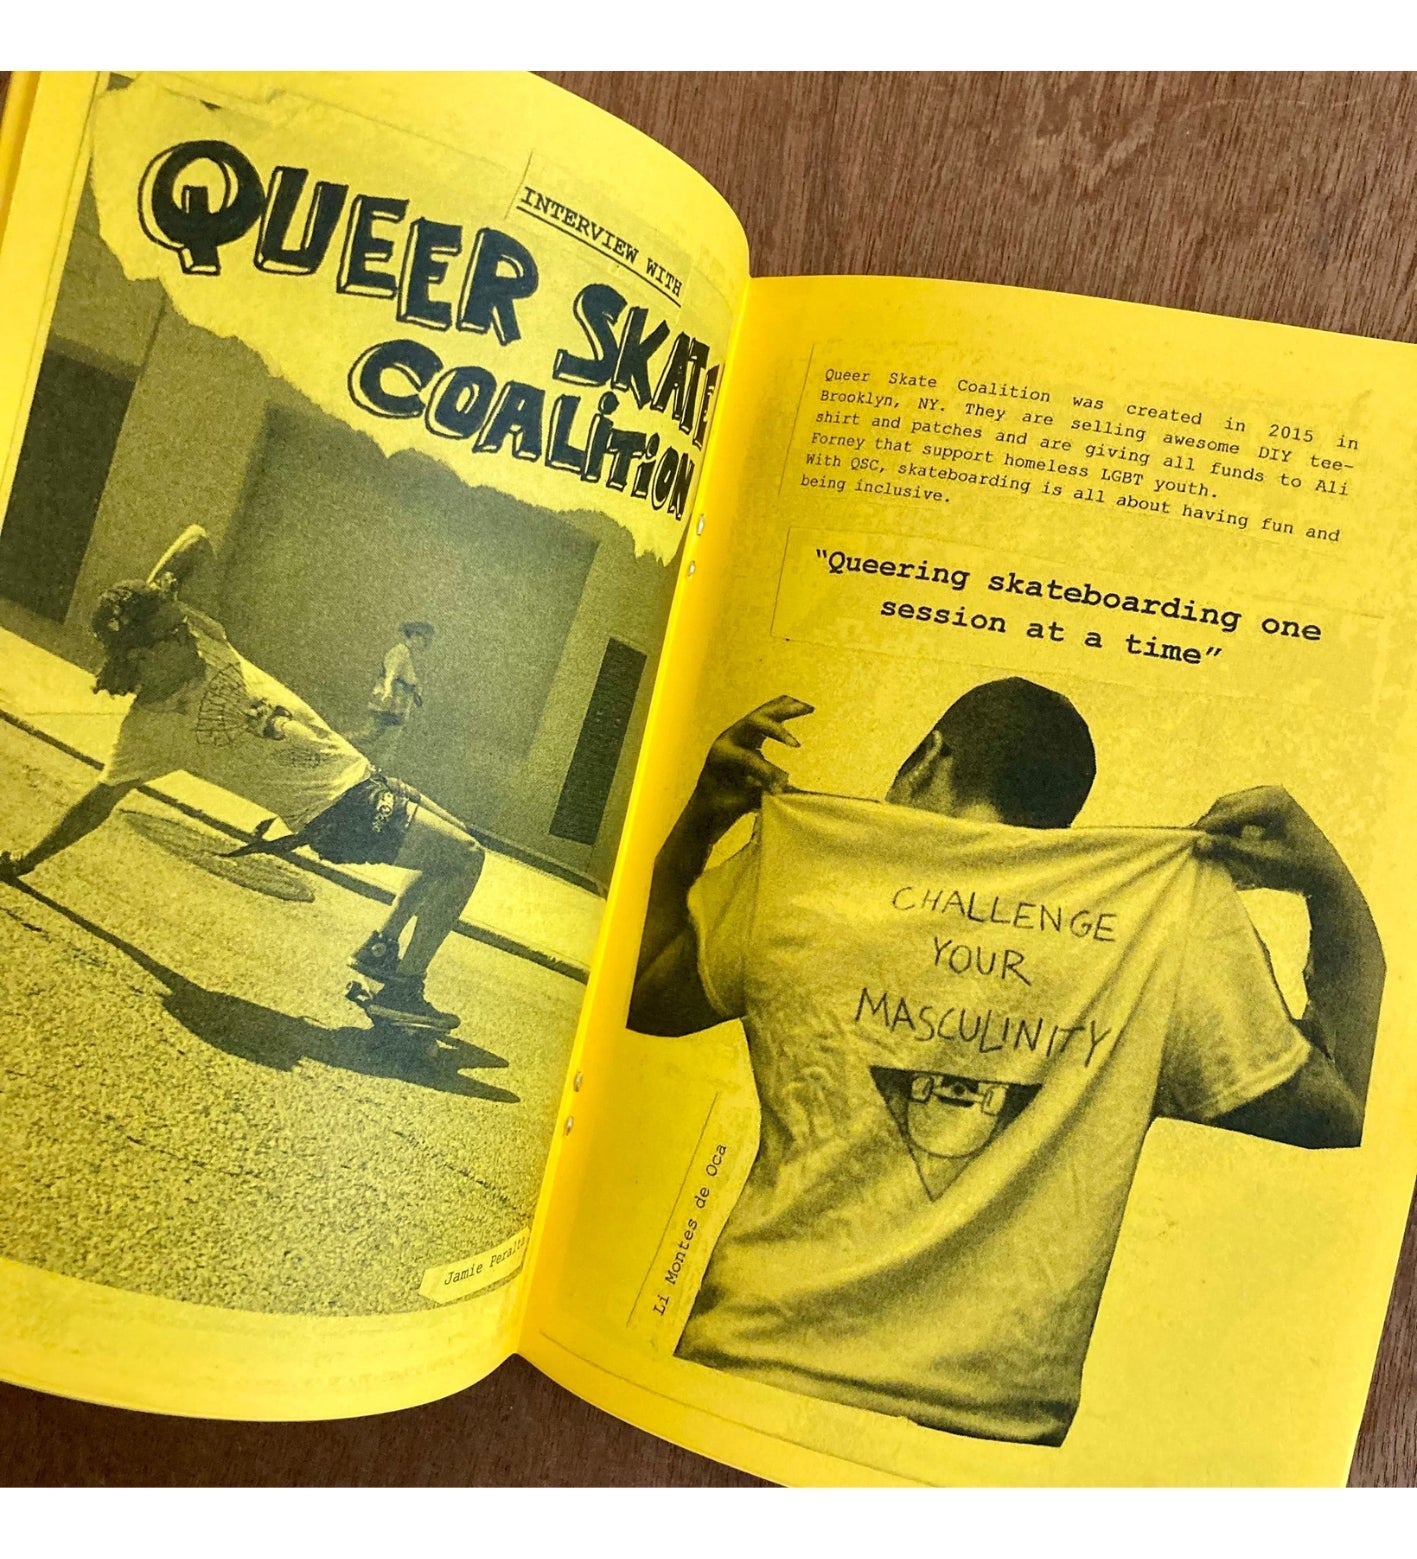 INTERVIEW WITH
QUEER SKATE
COALITION
Jamie Peralta
Queer Skate Coalition was created in 2015 in
Brooklyn, NY. They are selling awesome DIY tee-
shirt and patches and are giving all funds to Ali
Forney that support homeless LGBT youth.
With QSC, skateboarding is all about having fun and
being inclusive.
“Queering skateboarding one
session at a time”
CHALLENGE
YOUR
MASCULINITY
Li Montes de Oca